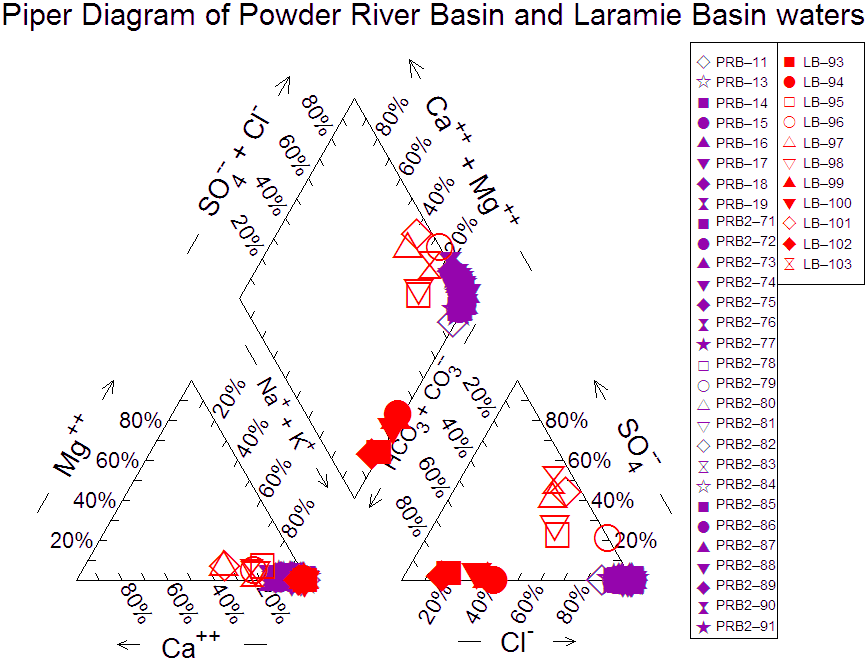 Piper Diagram of Powder River Basin and Laramie Basin waters
PRB–11
PRB–13
PRB–14
PRB–15
PRB–16
PRB–17
PRB–18
PRB–19
PRB2–71
PRB2–72
PRB2–73
PRB2–74
PRB2–75
PRB2–76
PRB2–77
PRB2–78
PRB2–79
PRB2–80
PRB2–81
PRB2–82
PRB2–83
PRB2–84
PRB2–85
PRB2–86
PRB2–87
PRB2–88
PRB2–89
PRB2–90
PRB2–91
LB–93
LB–94
LB–95
LB–96
LB–97
LB–98
LB–99
LB–100
LB–101
LB–102
LB–103
SO4-- + Cl-
80%
60%
40%
20%
Ca++ + Mg++
80%
60%
40%
20%
Na+ + K+
20%
40%
60%
80%
HCO3- + CO3--
20%
40%
60%
80%
Mg++
80%
60%
40%
20%
SO4--
80%
60%
40%
20%
80%
60%
40%
20%
Ca++
20%
40%
60%
80%
Cl-